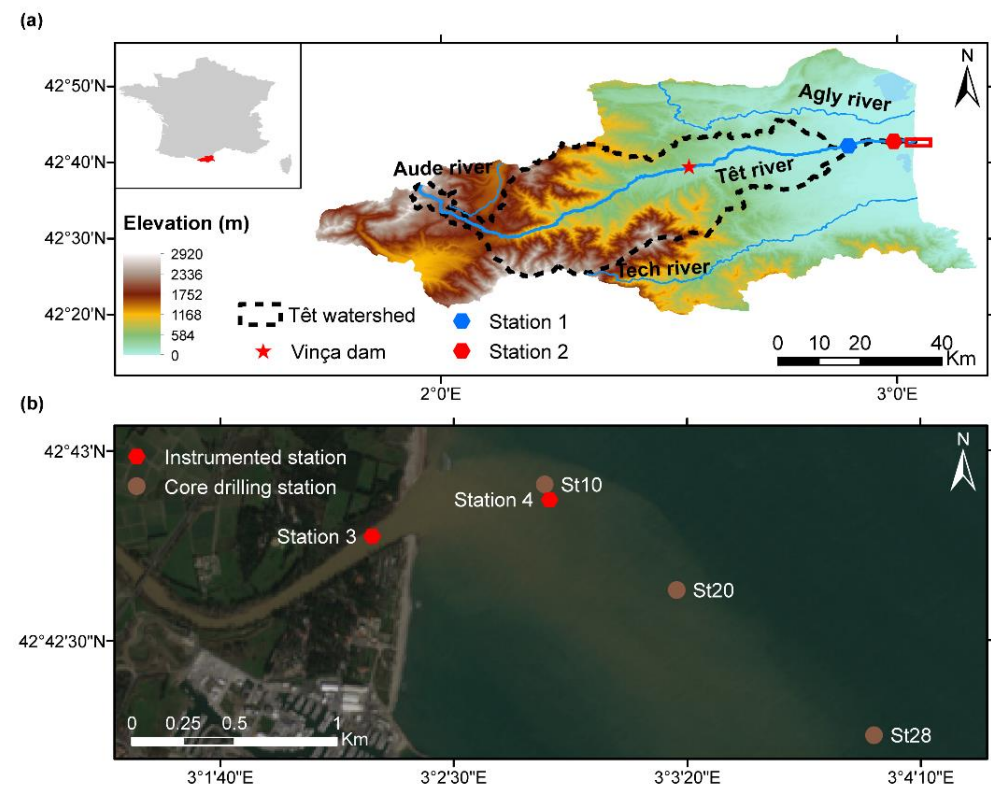 (a)
N
42°50'N
Agly river
42°40'N
Aude river
Têt river
Elevation (m)
42°30'N
2920
2336
1752
1168
584
0
Tech river
Têt watershed
Station 1
42°20'N
Vinça dam
Station 2
0 10 20 40
Km
2°0'E 3°0'E
(b)
42°43'N
N
Instrumented station
Core drilling station
St10
Station 4
Station 3
St20
42°42'30"N
0 0.25 0.5 1
Km
St28
3°1'40"E 3°2'30"E 3°3'20"E 3°4'10"E